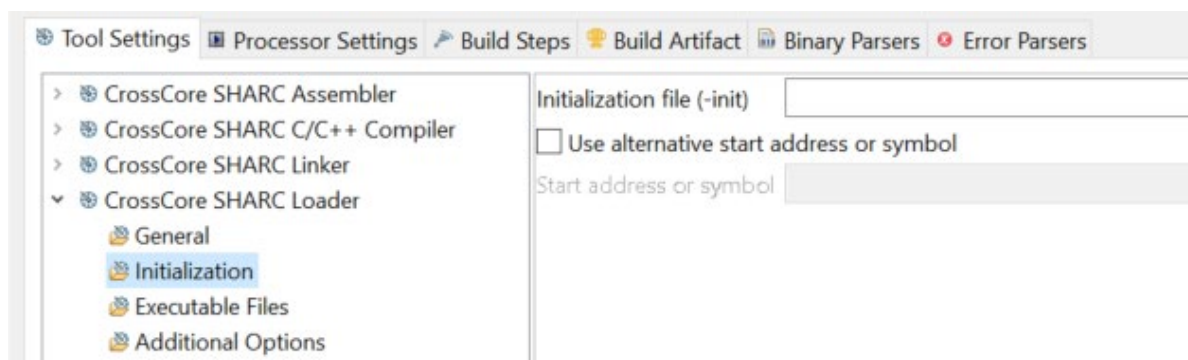 Tool Settings Processor Settings Build Steps Build Artifact Binary Parsers Error Parsers
CrossCore SHARC Assembler
CrossCore SHARC C/C++ Compiler
CrossCore SHARC Linker
CrossCore SHARC Loader
General
Initialization
Executable Files
Additional Options
Initialization file (-init)
Use alternative start address or symbol
Start address or symbol